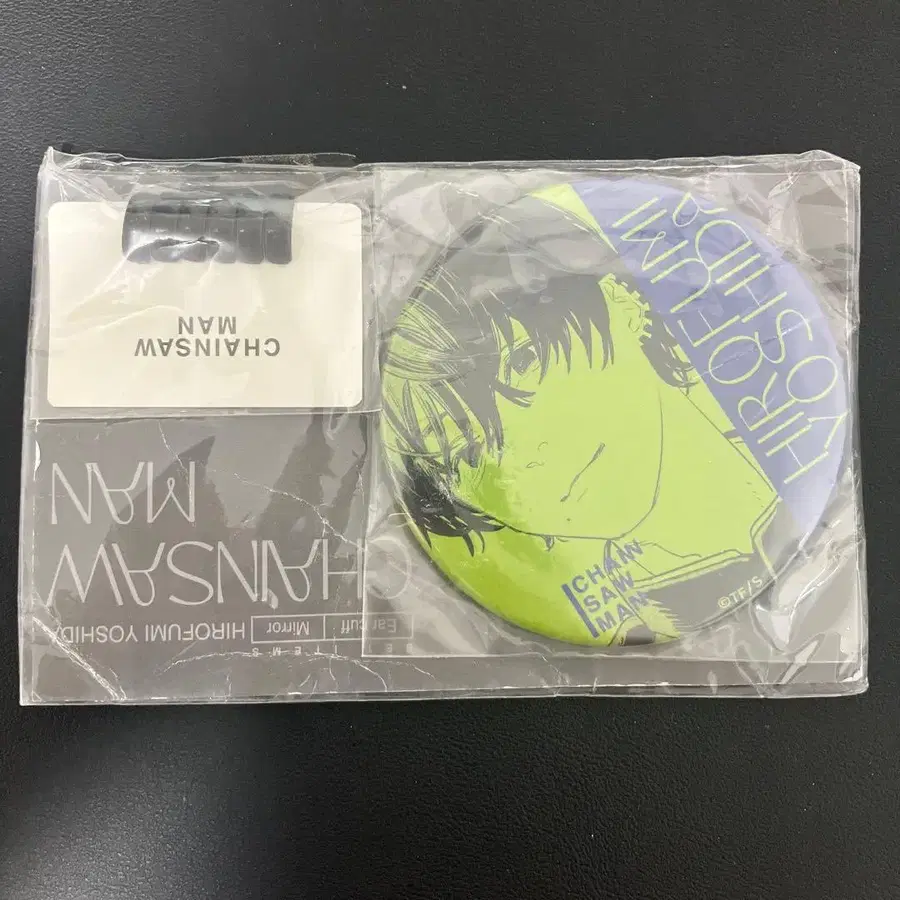 CHAINSAW
MAN
CHAINSAW
MAN
HIROFUMI YOSHIDA
Mirror
Ear cuff
ITEMS
HIROFUMI
YOSHIDA
CHAIN
SAW
MAN
©TF/S